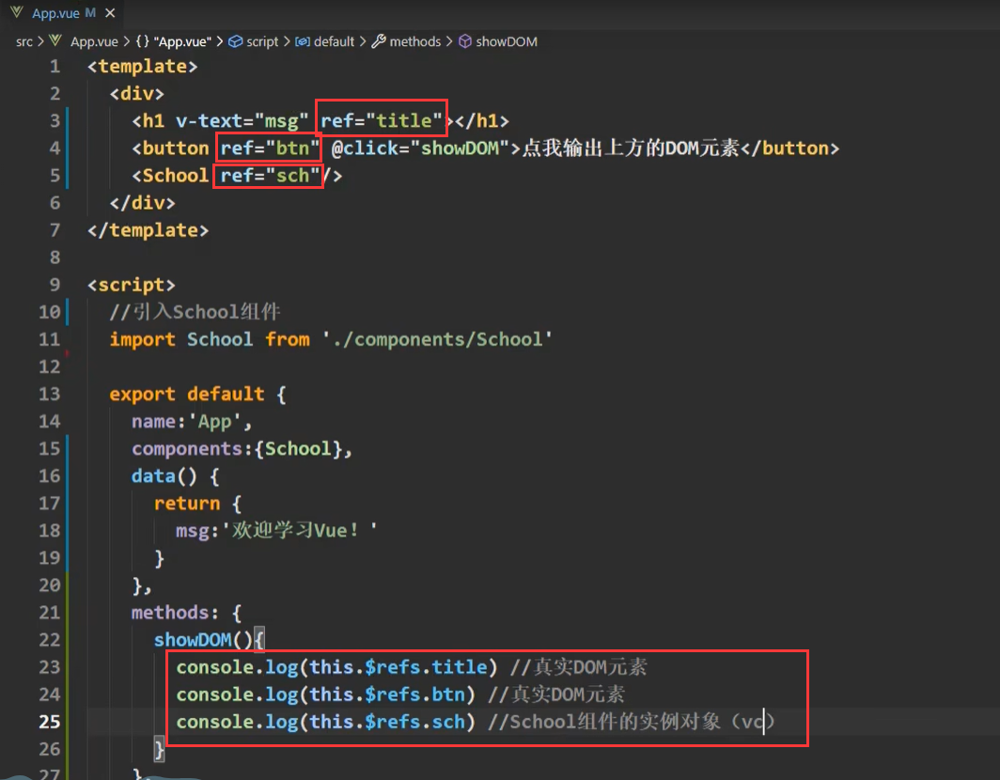 App.vue M ×
src > App.vue > {} "App.vue" > script > default > methods > showDOM
1 <template>
2 <div>
3 <h1 v-text="msg" ref="title"></h1>
4 <button ref="btn" @click="showDOM">点我输出上方的DOM元素</button>
5 <School ref="sch"/>
6 </div>
7 </template>
8
9 <script>
10 //引入School组件
11 import School from './components/School'
12
13 export default {
14 name:'App',
15 components:{School},
16 data() {
17 return {
18 msg:'欢迎学习Vue！'
19 }
20 },
21 methods: {
22 showDOM(){
23 console.log(this.$refs.title) //真实DOM元素
24 console.log(this.$refs.btn) //真实DOM元素
25 console.log(this.$refs.sch) //School组件的实例对象（vc）
26 }
27 },